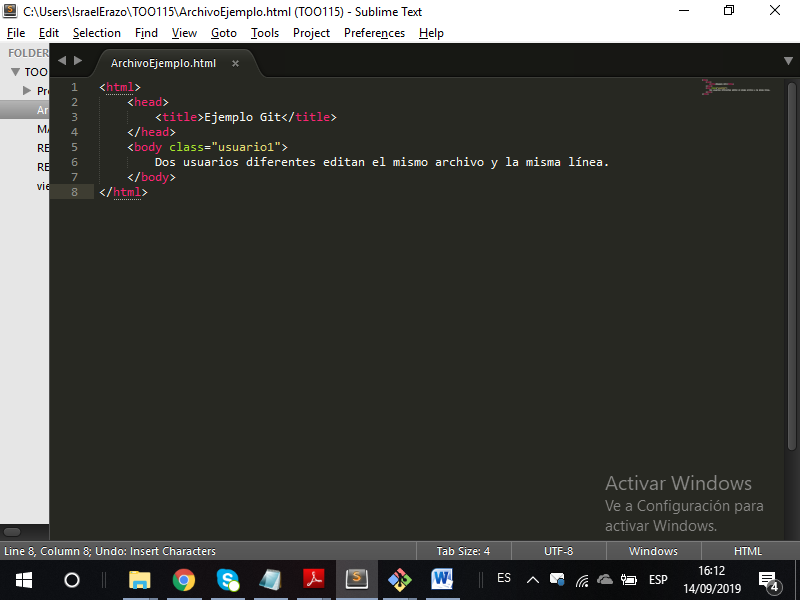 C:\Users\IsraelErazo\TOO115\ArchivoEjemplo.html (TOO115) - Sublime Text
File Edit Selection Find View Goto Tools Project Preferences Help
FOLDER
TOO
Pr
Ar
MA
RE
RE
vie
ArchivoEjemplo.html ×
1 <html>
2 <head>
3 <title>Ejemplo Git</title>
4 </head>
5 <body class="usuario1">
6 Dos usuarios diferentes editan el mismo archivo y la misma línea.
7 </body>
8 </html>
Activar Windows
Ve a Configuración para
activar Windows.
Line 8, Column 8; Undo: Insert Characters Tab Size: 4 UTF-8 Windows HTML
ES ESP 16:12
14/09/2019 4